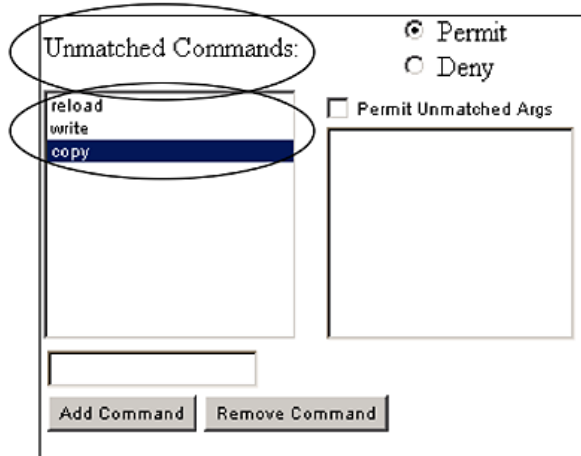 Unmatched Commands:
Permit
Deny
reload
write
copy
Permit Unmatched Args
Add Command
Remove Command